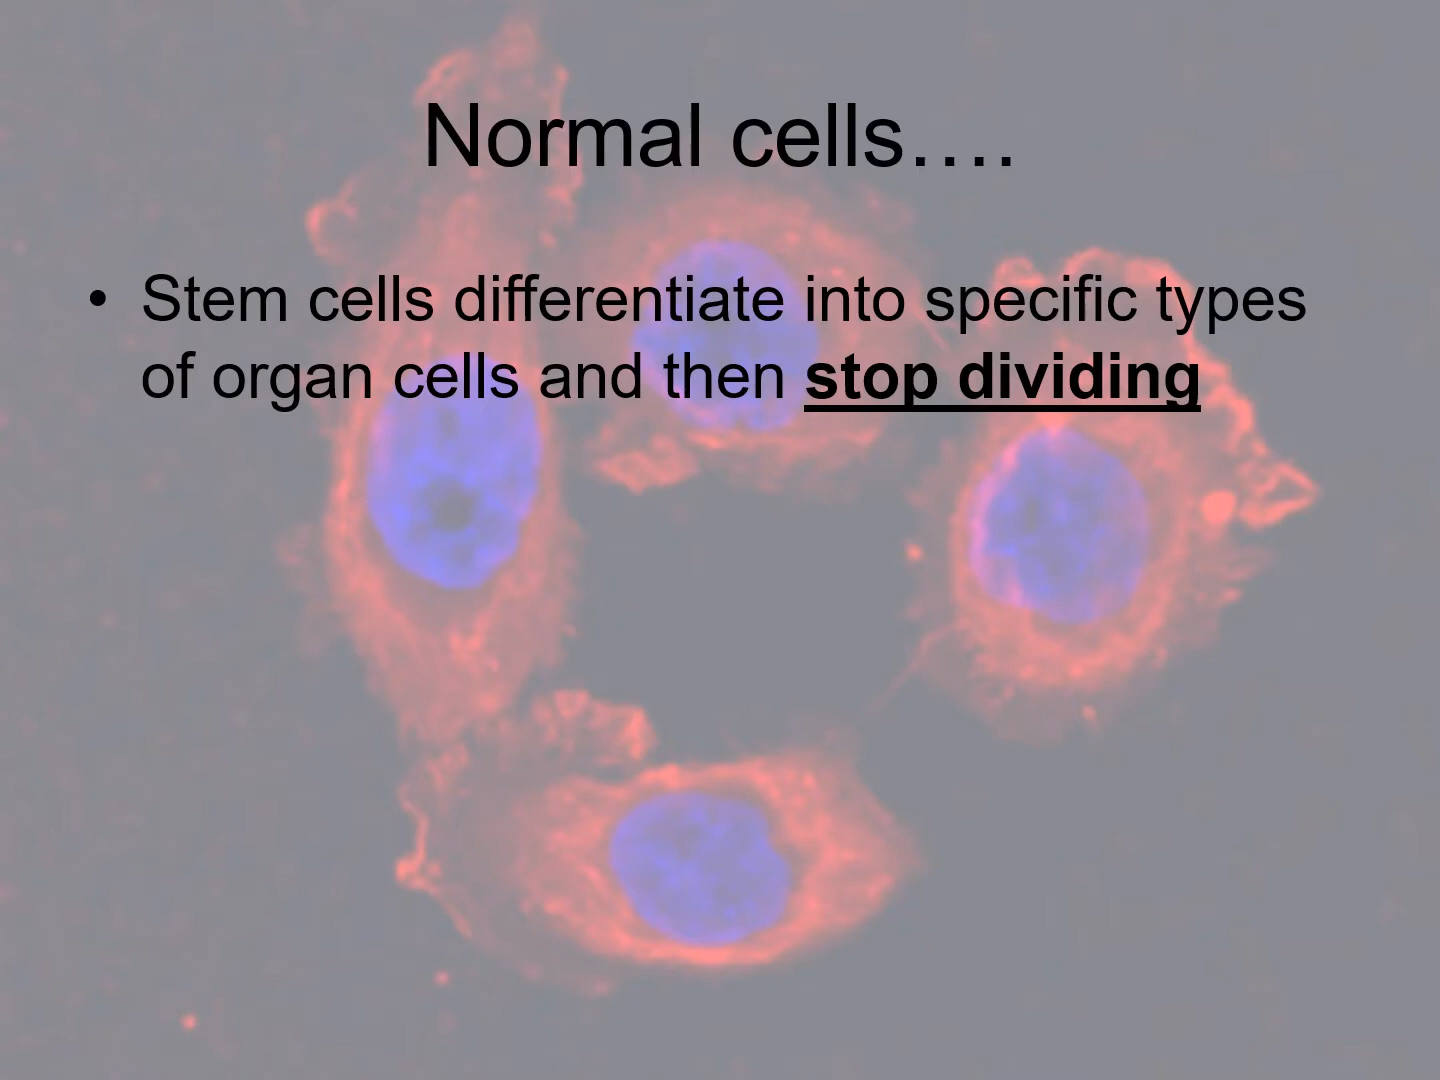 Normal cells….
• Stem cells differentiate into specific types
of organ cells and then stop dividing